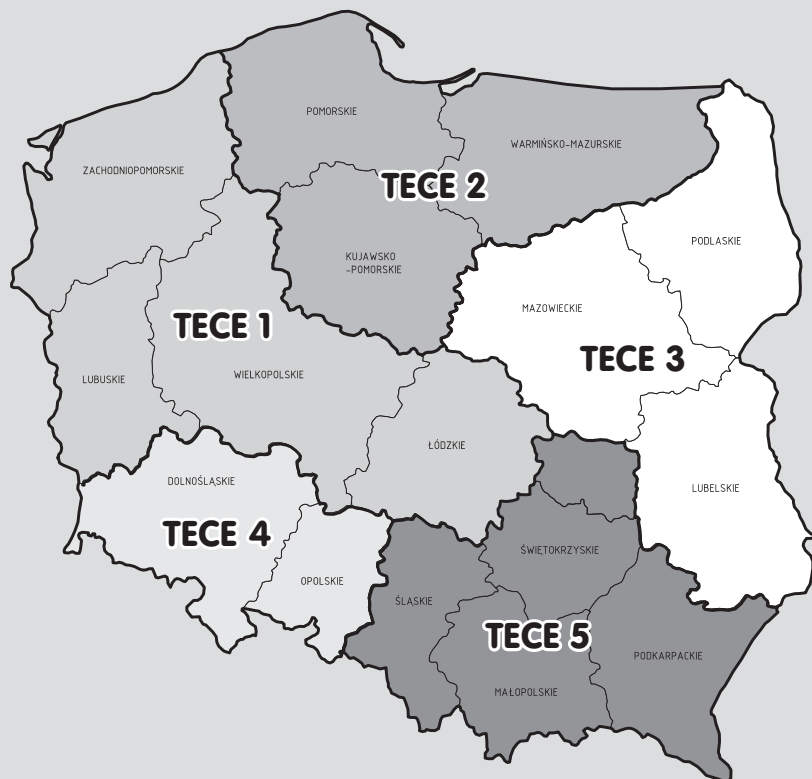 POMORSKIE
WARMIŃSKO-MAZURSKIE
ZACHODNIOPOMORSKIE
TECE 2
PODLASKIE
KUJAWSKO
-POMORSKIE
MAZOWIECKIE
TECE 1
TECE 3
LUBUSKIE
WIELKOPOLSKIE
ŁÓDZKIE
DOLNOŚLĄSKIE
LUBELSKIE
TECE 4
ŚWIĘTOKRZYSKIE
OPOLSKIE
ŚLĄSKIE
TECE 5
PODKARPACKIE
MAŁOPOLSKIE